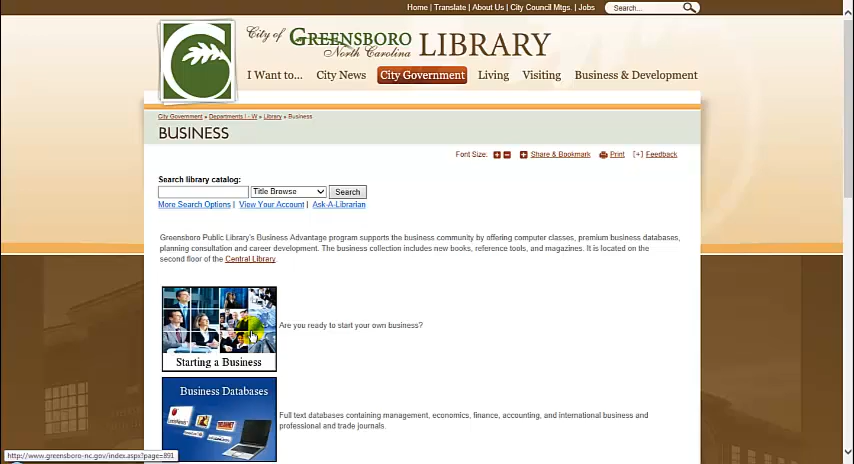 Home | Translate | About Us | City Council Mtgs. | Jobs
Search...
City of GREENSBORO North Carolina LIBRARY
I Want to... City News City Government Living Visiting Business & Development
City Government » Departments I - W » Library » Business
BUSINESS
Font Size: Share & Bookmark Print [+] Feedback
Search library catalog:
Title Browse Search
More Search Options | View Your Account | Ask-A-Librarian
Greensboro Public Library's Business Advantage program supports the business community by offering computer classes, premium business databases,
planning consultation and career development. The business collection includes new books, reference tools, and magazines. It is located on the
second floor of the Central Library.
Are you ready to start your own business?
Starting a Business
Business Databases
Full text databases containing management, economics, finance, accounting, and international business and
professional and trade journals.
http://www.greensboro-nc.gov/index.aspx?page=891